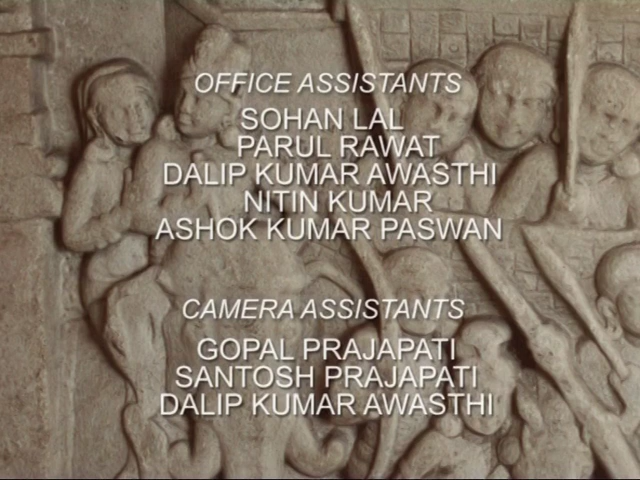 OFFICE ASSISTANTS
SOHAN LAL
PARUL RAWAT
DALIP KUMAR AWASTHI
NITIN KUMAR
ASHOK KUMAR PASWAN
CAMERA ASSISTANTS
GOPAL PRAJAPATI
SANTOSH PRAJAPATI
DALIP KUMAR AWASTHI